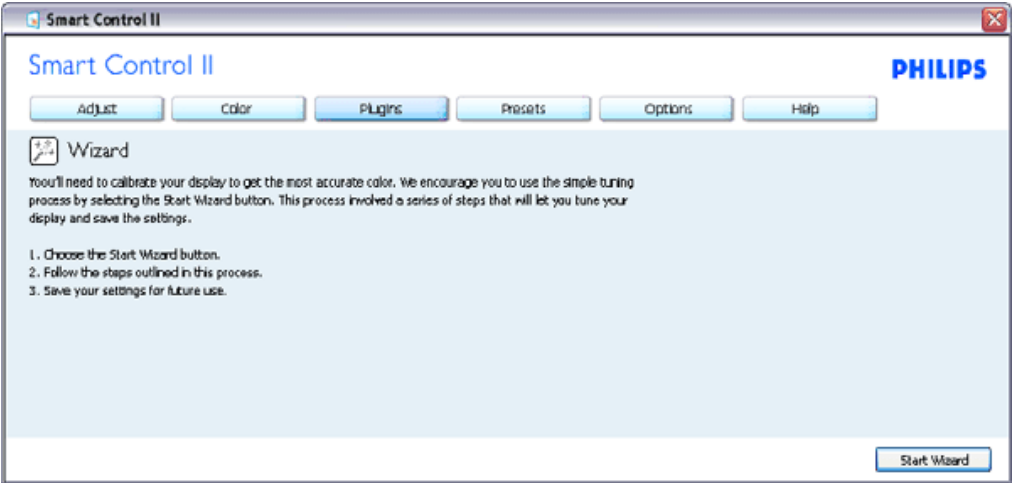 Smart Control II
Smart Control II
PHILIPS
Adjust Color Plugins Presets Options Help
Wizard
Yoou'll need to calibrate your display to get the most accurate color. We encourage you to use the simple tuning
process by selecting the Start Wizard button. This process involved a series of steps that will let you tune your
display and save the settings.
1. Choose the Start Wizard button.
2. Follow the steps outlined in this process.
3. Save your settings for future use.
Start Wizard